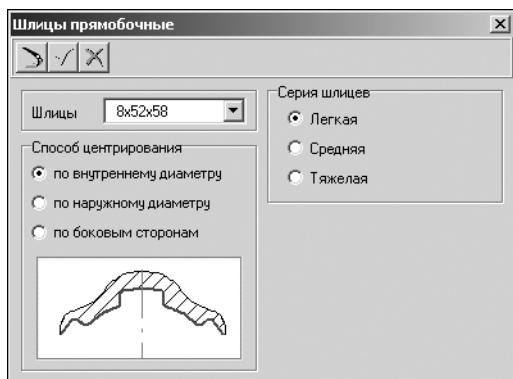 Шлицы прямобочные
Шлицы 8x52x58
Способ центрирования
по внутреннему диаметру
по наружному диаметру
по боковым сторонам
Серия шлицев
Легкая
Средняя
Тяжелая